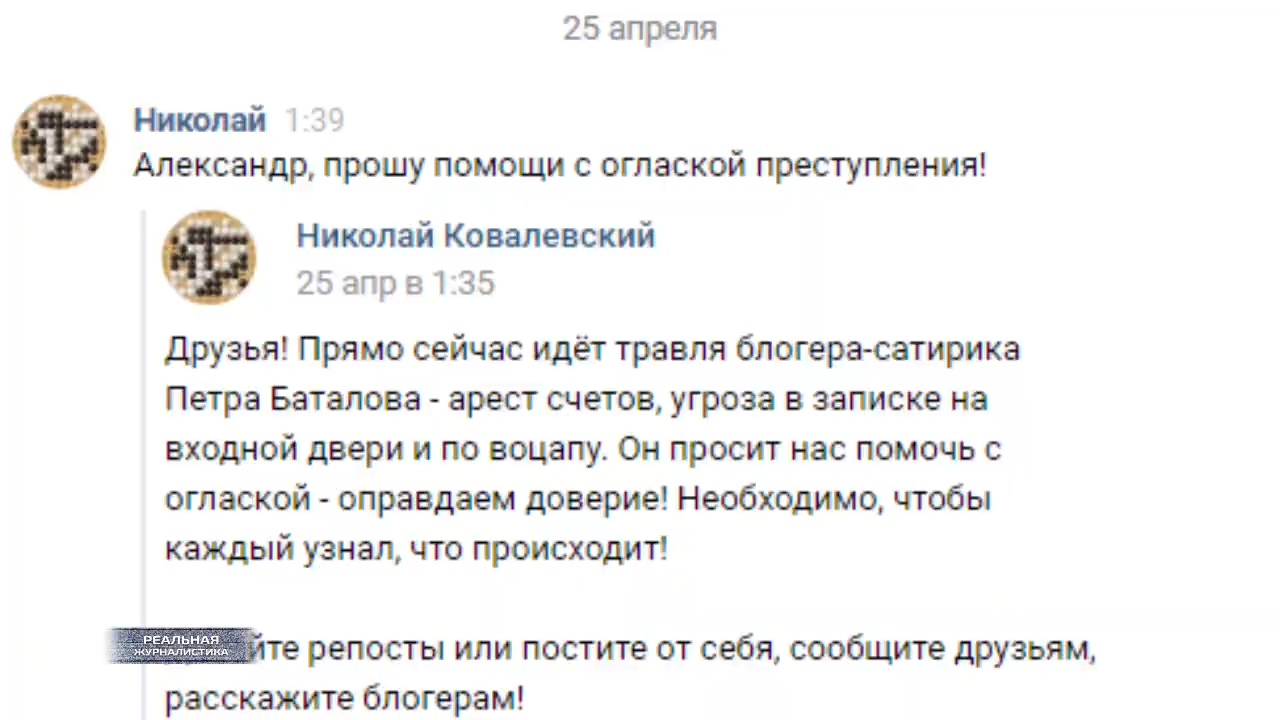 25 апреля
Николай 1:39
Александр, прошу помощи с оглаской преступления!
Николай Ковалевский
25 апр в 1:35
Друзья! Прямо сейчас идёт травля блогера-сатирика
Петра Баталова - арест счетов, угроза в записке на
входной двери и по воцапу. Он просит нас помочь с
оглаской - оправдаем доверие! Необходимо, чтобы
каждый узнал, что происходит!
РЕАЛЬНАЯ
ЖУРНАЛИСТИКА
репосты или постите от себя, сообщите друзьям,
расскажите блогерам!